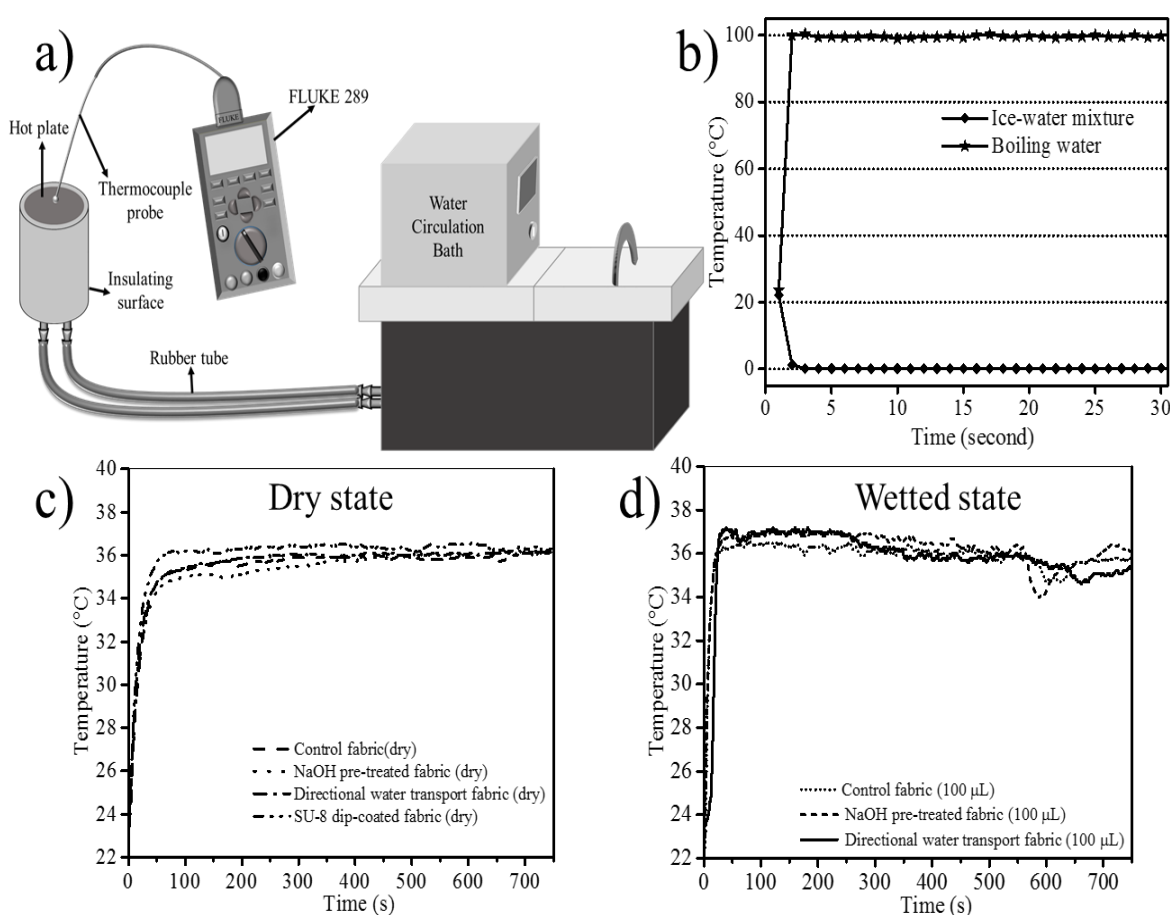 a)
FLUKE 289
Hot plate
FLUKE
Thermocouple
probe
Insulating
surface
Rubber tube
Water
Circulation
Bath
b)
100
80
60
40
20
0
Temperature (°C)
Ice-water mixture
Boiling water
0 5 10 15 20 25 30
Time (second)
c)
Dry state
40
38
36
34
32
30
28
26
24
22
Temperature (°C)
Control fabric(dry)
NaOH pre-treated fabric (dry)
Directional water transport fabric (dry)
SU-8 dip-coated fabric (dry)
0 100 200 300 400 500 600 700
Time (s)
d)
Wetted state
40
38
36
34
32
30
28
26
24
22
Temperature (°C)
Control fabric (100 μL)
NaOH pre-treated fabric (100 μL)
Directional water transport fabric (100 μL)
0 100 200 300 400 500 600 700
Time (s)